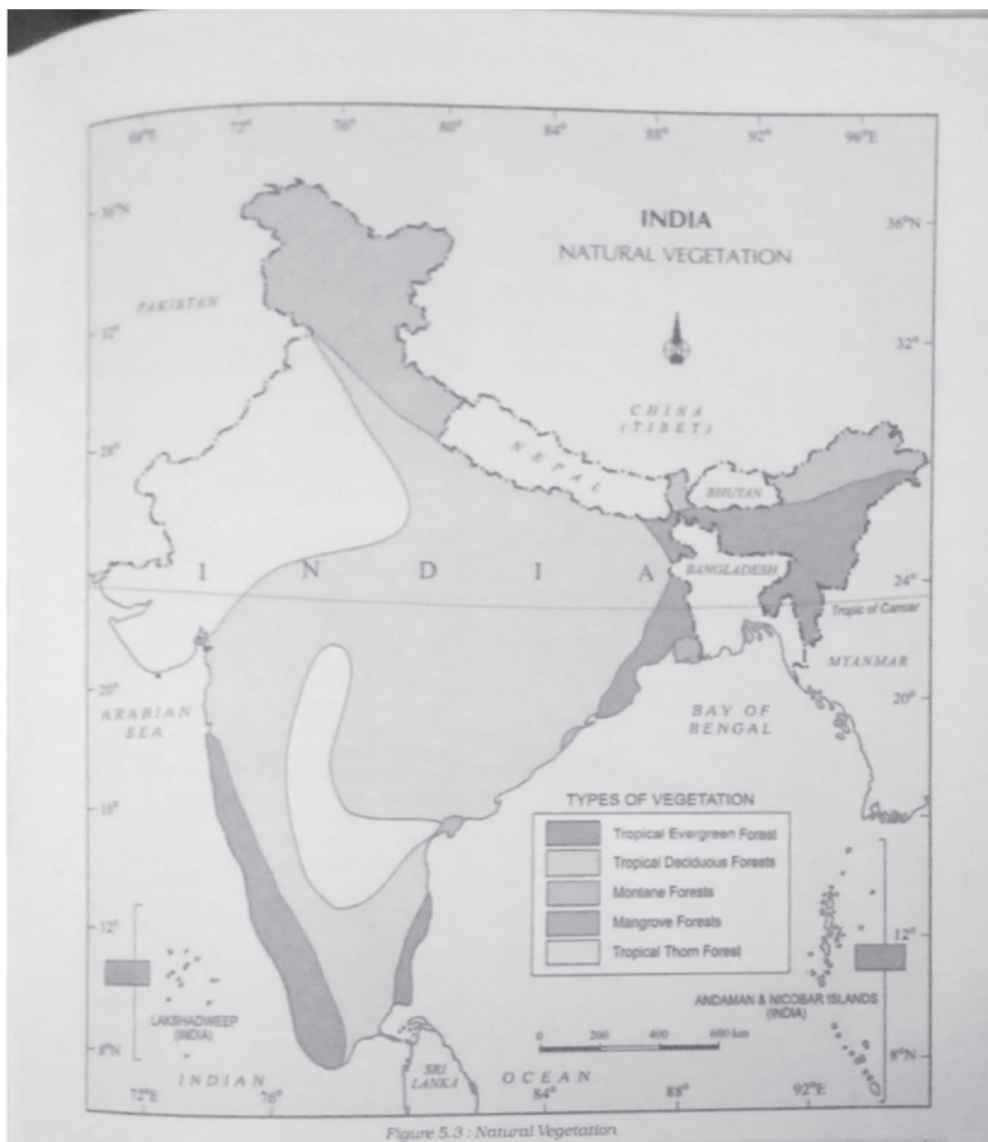 68° 72° 76° 80° 84° 88° 92° 96°
36°N
INDIA
36°N
NATURAL VEGETATION
PAKISTAN
32°
N
32°
CHINA
(TIBET)
28°
NEPAL
BHUTAN
INDIA
BANGLADESH
24°
Tropic of Cancer
MYANMAR
20°
ARABIAN
SEA
BAY OF
BENGAL
20°
TYPES OF VEGETATION
16°
Tropical Evergreen Forest
Tropical Deciduous Forests
Montane Forests
Mangrove Forests
Tropical Thorn Forest
12°
12°
LAKSHADWEEP
(INDIA)
ANDAMAN & NICOBAR ISLANDS
(INDIA)
0 200 400 600 km
8°N
8°N
INDIAN
SRI
LANKA
OCEAN
72°E 76° 84° 88° 92°E
Figure 5.3 : Natural Vegetation